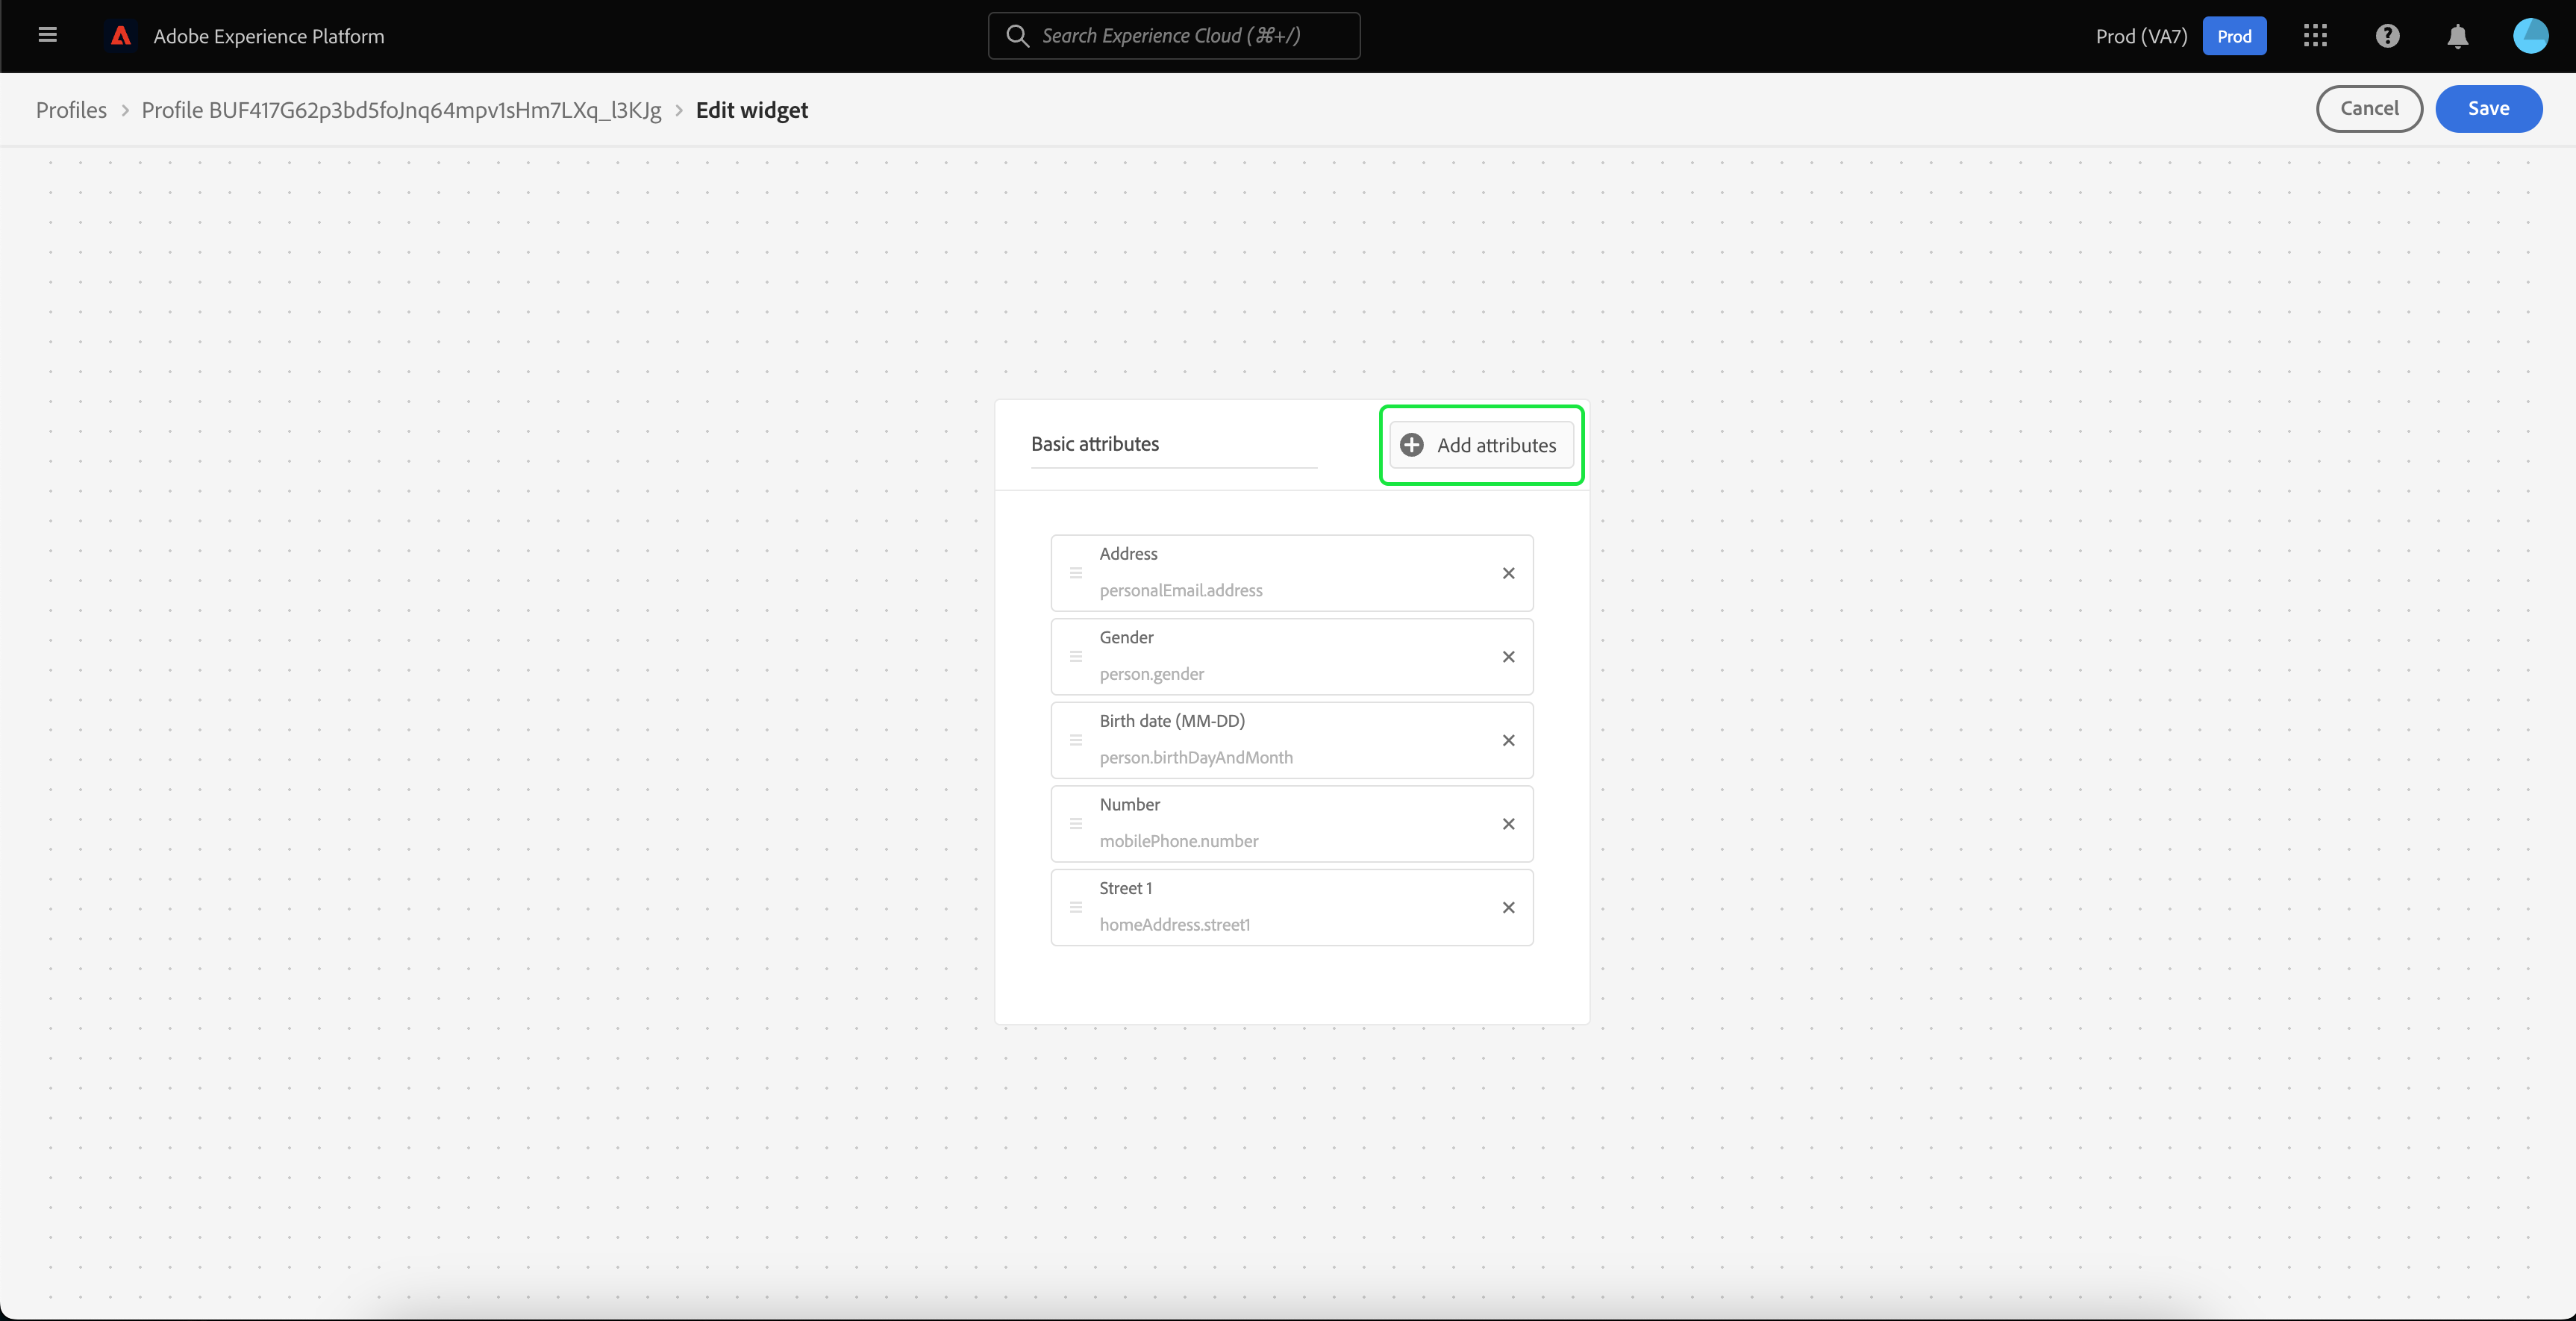 Adobe Experience Platform
Search Experience Cloud (⌘+/)
Prod (VA7)
Prod
Profiles > Profile BUF417G62p3bd5foJnq64mpv1sHm7LXq_l3KJg > Edit widget
Cancel
Save
Basic attributes
Add attributes
Address
personalEmail.address
Gender
person.gender
Birth date (MM-DD)
person.birthDayAndMonth
Number
mobilePhone.number
Street 1
homeAddress.street1